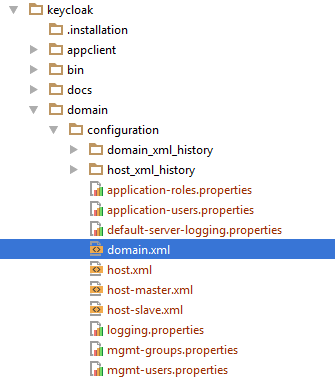 keycloak
.installation
appclient
bin
docs
domain
configuration
domain_xml_history
host_xml_history
application-roles.properties
application-users.properties
default-server-logging.properties
domain.xml
host.xml
host-master.xml
host-slave.xml
logging.properties
mgmt-groups.properties
mgmt-users.properties